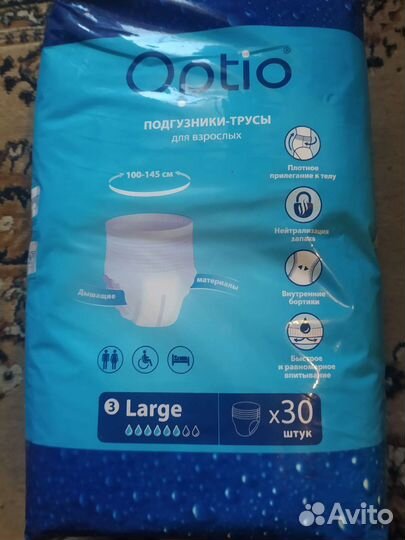 Optio®
ПОДГУЗНИКИ-ТРУСЫ
для взрослых
100-145 см
Плотное
прилегание к телу
Нейтрализация
запаха
Внутренние
бортики
Дышащие
материалы
Быстрое
и равномерное
впитывание
3 Large
x30
штук
Avito